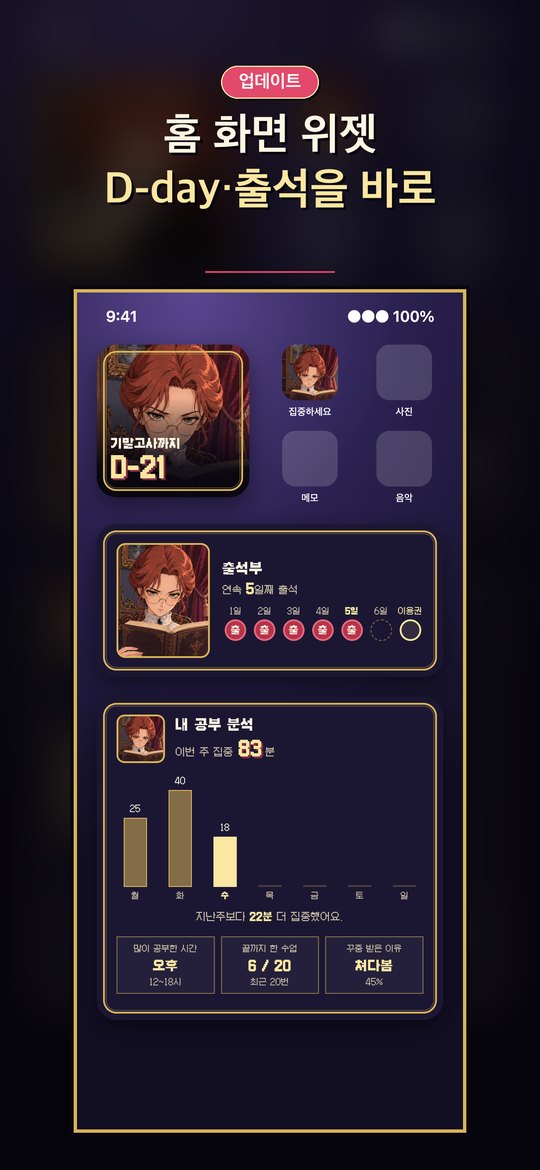 업데이트
홈 화면 위젯
D-day·출석을 바로
9:41
100%
기말고사까지
D-21
집중하세요
사진
메모
음악
출석부
연속 5일째 출석
1일 2일 3일 4일 5일 6일 이용권
출 출 출 출 출
내 공부 분석
이번 주 집중 83분
25
40
18
월 화 수 목 금 토 일
지난주보다 22분 더 집중했어요.
많이 공부한 시간
오후
12~18시
끝까지 한 수업
6 / 20
최근 20번
꾸중 받은 이유
쳐다봄
45%